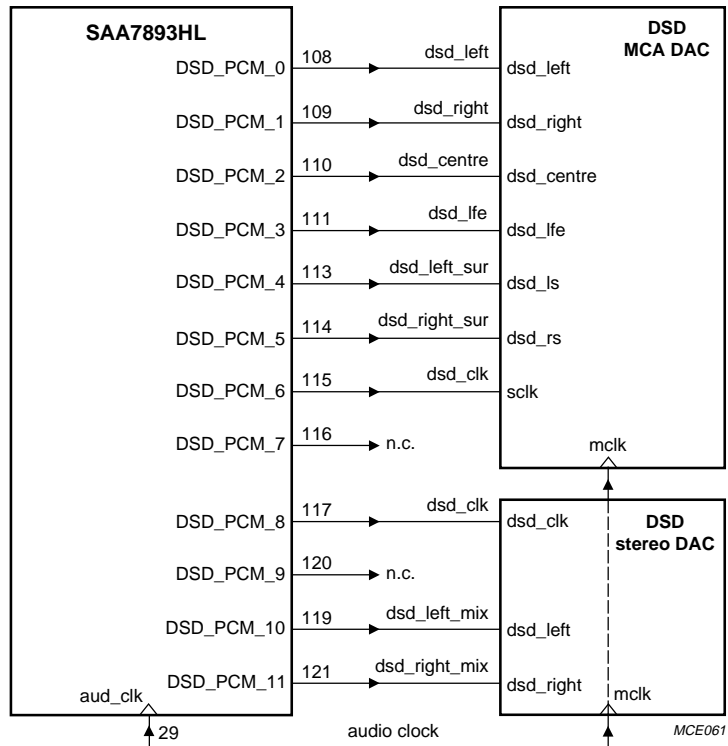 SAA7893HL
DSD
MCA DAC
DSD_PCM_0 108 dsd_left dsd_left
DSD_PCM_1 109 dsd_right dsd_right
DSD_PCM_2 110 dsd_centre dsd_centre
DSD_PCM_3 111 dsd_lfe dsd_lfe
DSD_PCM_4 113 dsd_left_sur dsd_ls
DSD_PCM_5 114 dsd_right_sur dsd_rs
DSD_PCM_6 115 dsd_clk sclk
DSD_PCM_7 116 n.c.
mclk
DSD_PCM_8 117 dsd_clk dsd_clk
DSD
stereo DAC
DSD_PCM_9 120 n.c.
DSD_PCM_10 119 dsd_left_mix dsd_left
DSD_PCM_11 121 dsd_right_mix dsd_right
aud_clk mclk
29 audio clock MCE061